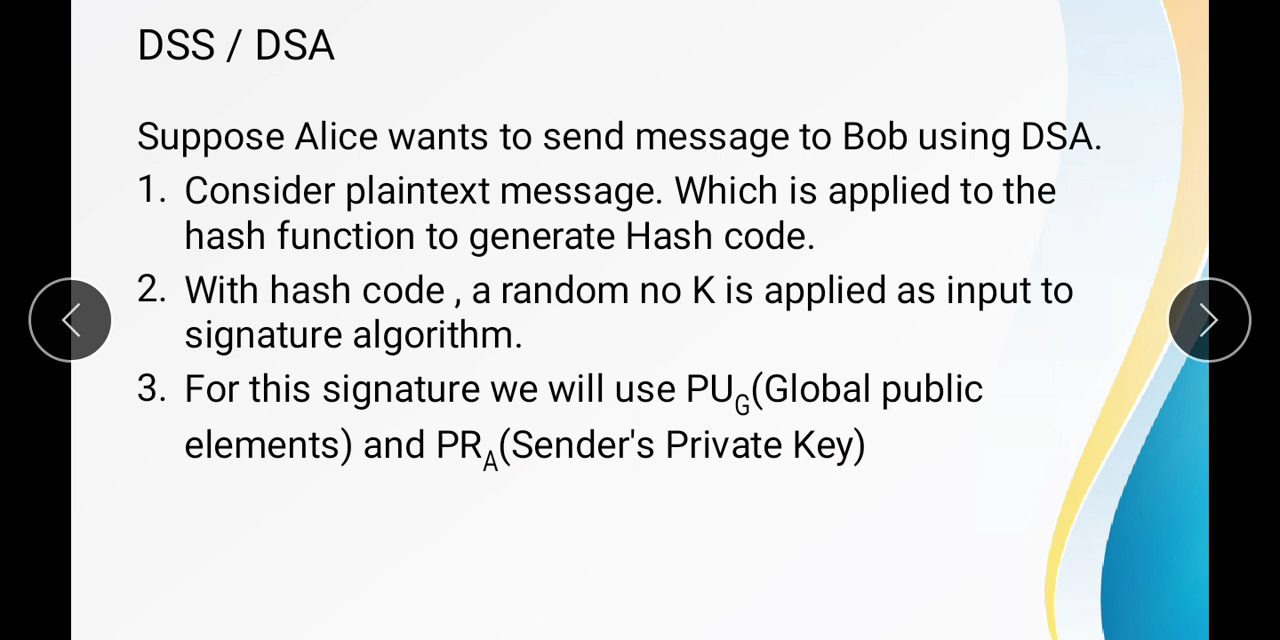 DSS / DSA
Suppose Alice wants to send message to Bob using DSA.
1. Consider plaintext message. Which is applied to the
hash function to generate Hash code.
2. With hash code , a random no K is applied as input to
signature algorithm.
3. For this signature we will use PUG(Global public
elements) and PRA(Sender's Private Key)